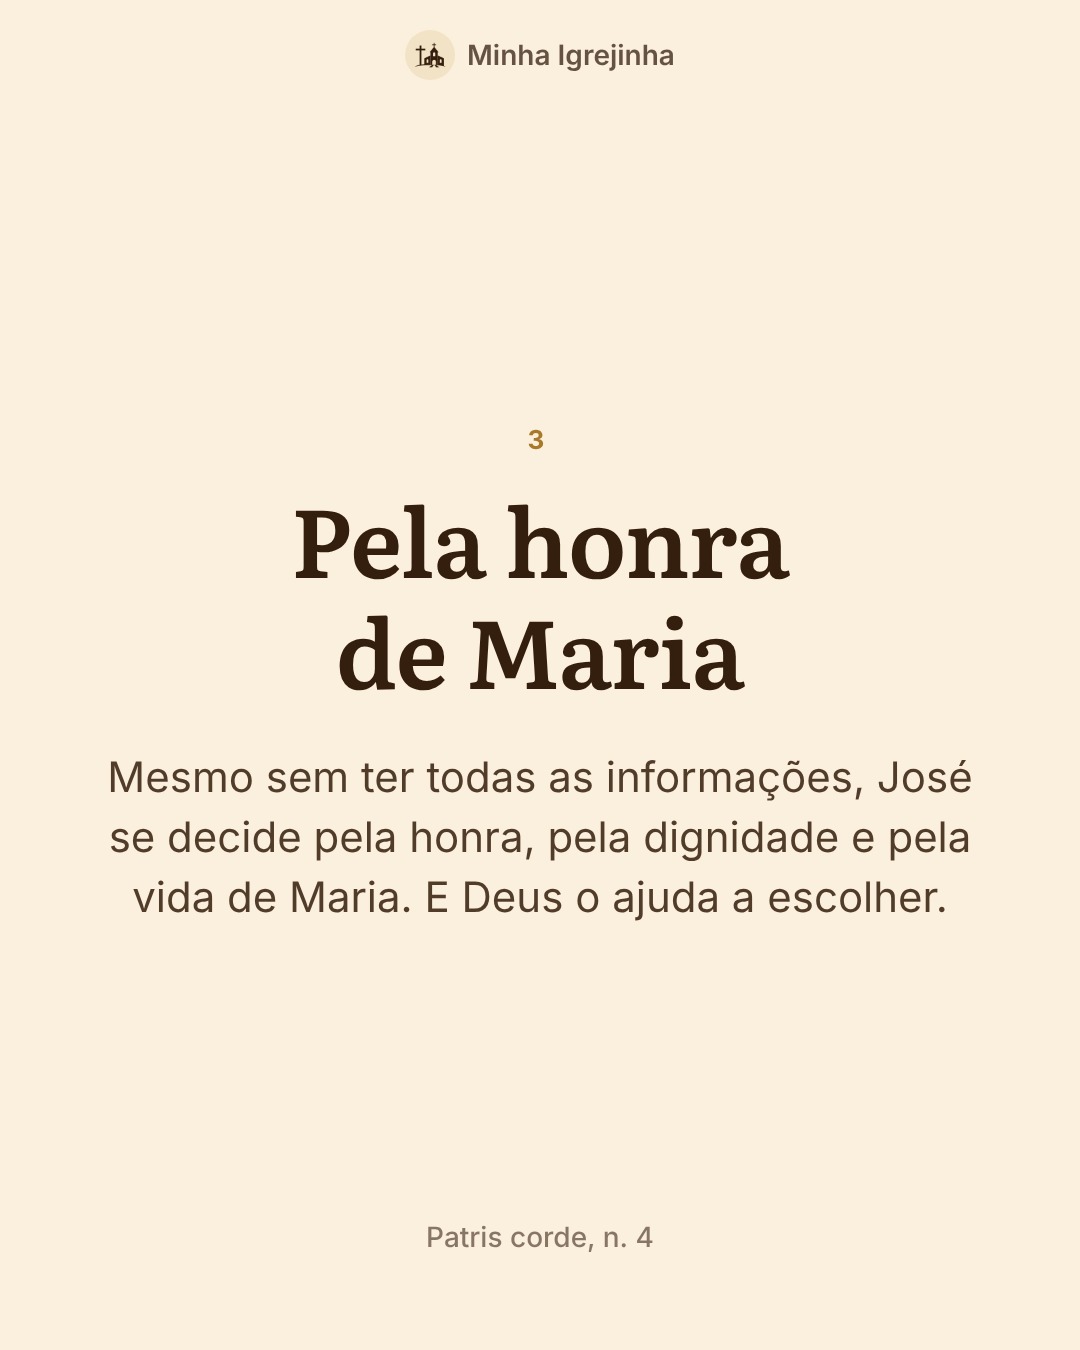 Minha Igrejinha
3
Pela honra
de Maria
Mesmo sem ter todas as informações, José
se decide pela honra, pela dignidade e pela
vida de Maria. E Deus o ajuda a escolher.
Patris corde, n. 4